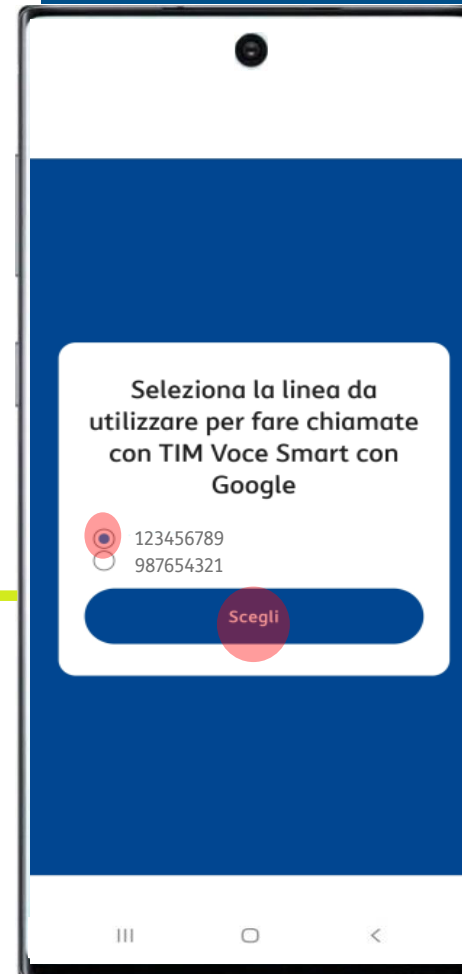 Seleziona la linea da
utilizzare per fare chiamate
con TIM Voce Smart con
Google
123456789
987654321
Scegli